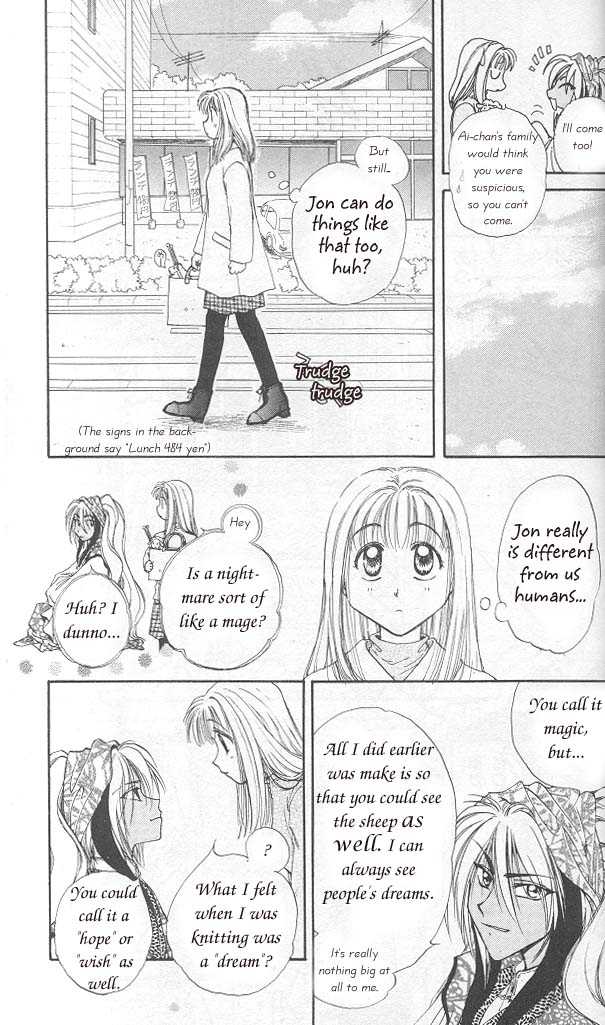 I'll come
too!
Ai-chan's family
would think
you were
suspicious,
so you can't
come.
But
still...
Jon can do
things like
that too,
huh?
Trudge
trudge
(The signs in the back-
ground say "Lunch 484 yen")
Jon really
is different
from us
humans...
Hey
Is a night-
mare sort of
like a mage?
Huh? I
dunno...
You call it
magic,
but...
All I did earlier
was make is so
that you could see
the sheep as
well. I can
always see
people's dreams.
It's really
nothing big at
all to me.
?
What I felt
when I was
knitting was
a "dream"?
You could
call it a
"hope" or
"wish" as
well.